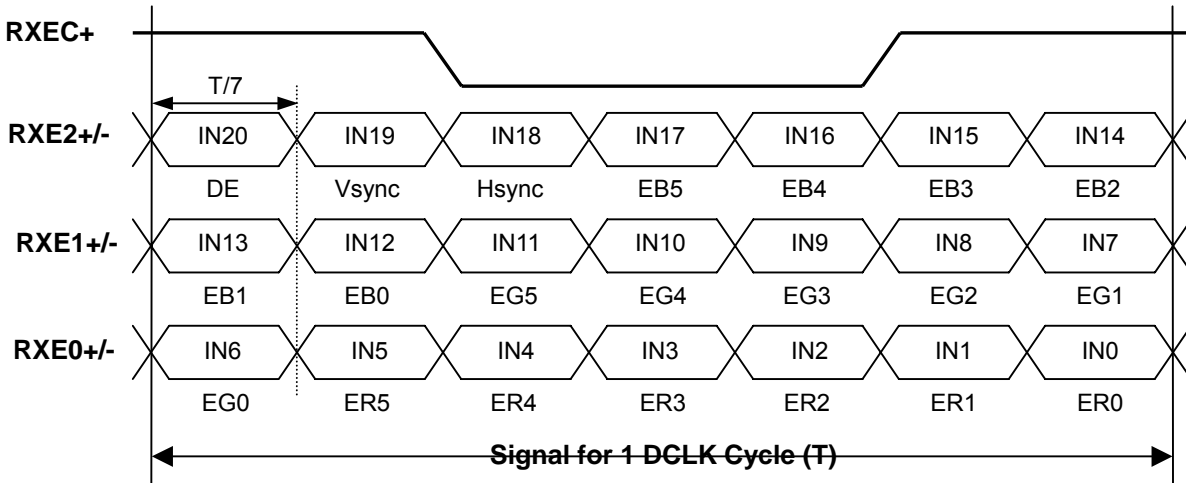 RXEC+
T/7
RXE2+/- IN20 IN19 IN18 IN17 IN16 IN15 IN14
DE Vsync Hsync EB5 EB4 EB3 EB2
RXE1+/- IN13 IN12 IN11 IN10 IN9 IN8 IN7
EB1 EB0 EG5 EG4 EG3 EG2 EG1
RXE0+/- IN6 IN5 IN4 IN3 IN2 IN1 IN0
EG0 ER5 ER4 ER3 ER2 ER1 ER0
Signal for 1 DCLK Cycle (T)